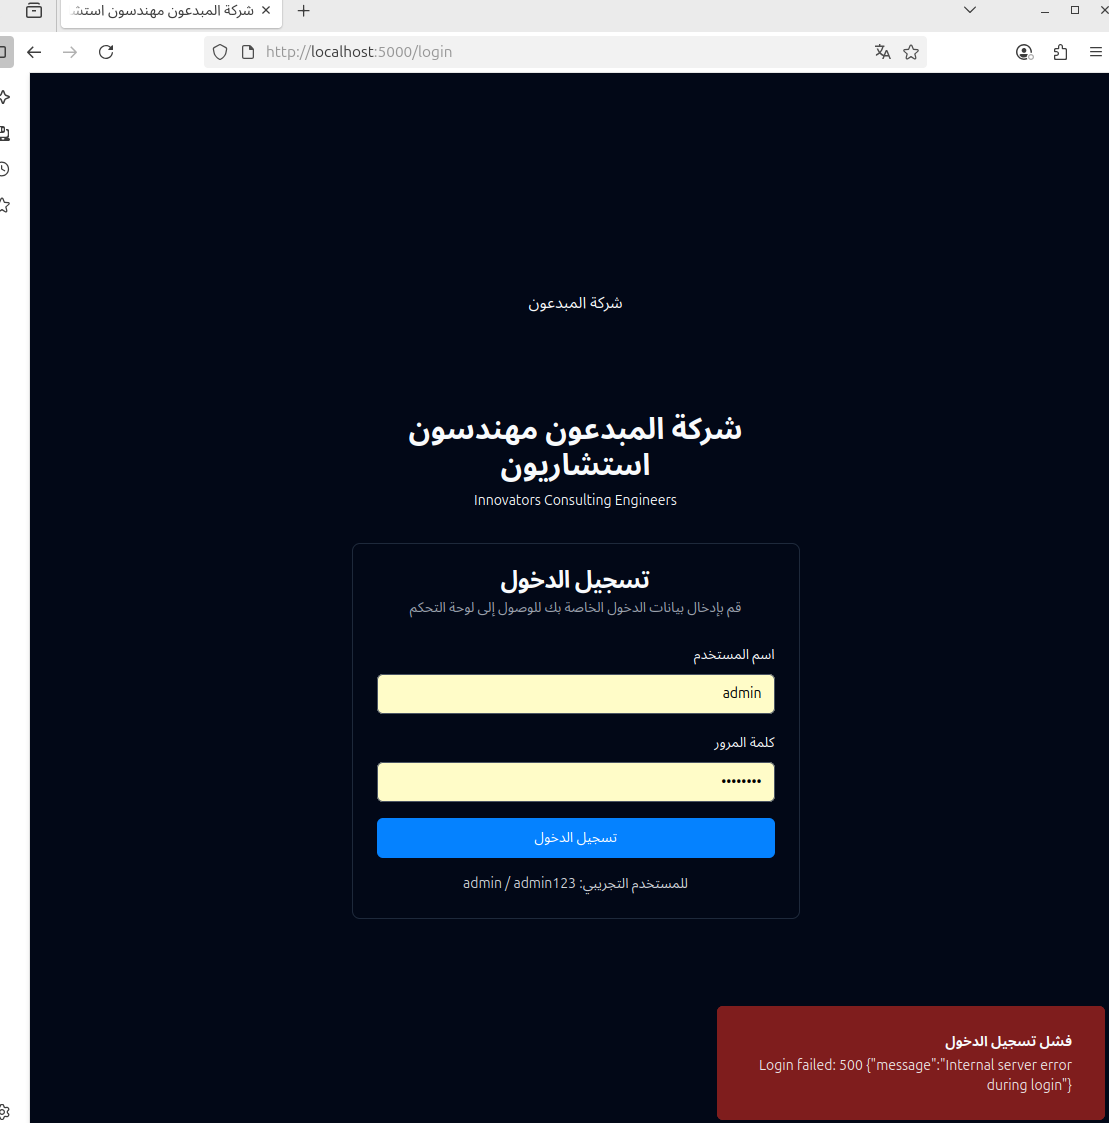 شركة المبدعون مهندسون استش
http://localhost:5000/login
شركة المبدعون
شركة المبدعون مهندسون
استشاريون
Innovators Consulting Engineers
تسجيل الدخول
قم بإدخال بيانات الدخول الخاصة بك للوصول إلى لوحة التحكم
اسم المستخدم
admin
كلمة المرور
••••••••
تسجيل الدخول
للمستخدم التجريبي: admin / admin123
فشل تسجيل الدخول
Login failed: 500 {"message":"Internal server error
during login"}